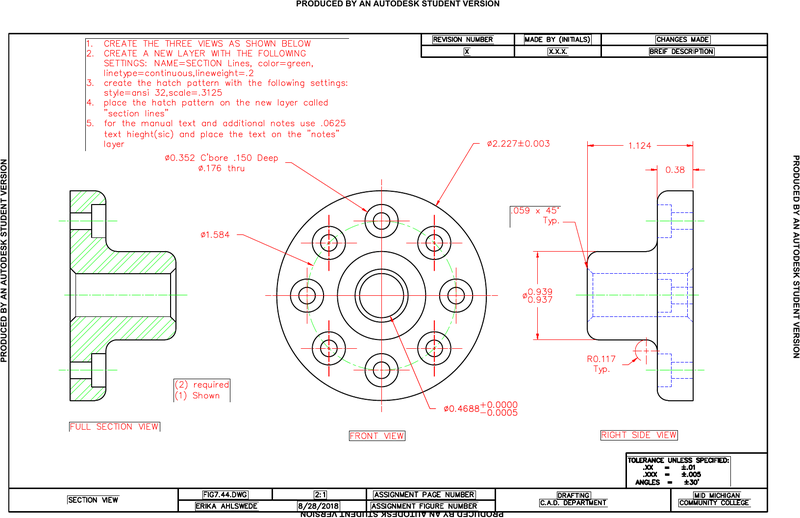 PRODUCED BY AN AUTODESK STUDENT VERSION
REVISION NUMBER MADE BY (INITIALS) CHANGES MADE
X X.X.X. BREIF DESCRIPTION
1. CREATE THE THREE VIEWS AS SHOWN BELOW
2. CREATE A NEW LAYER WITH THE FOLLOWING
SETTINGS: NAME=SECTION Lines, color=green,
linetype=continuous,lineweight=.2
3. create the hatch pattern with the following settings:
style=ansi 32,scale=.3125
4. place the hatch pattern on the new layer called
"section lines"
5. for the manual text and additional notes use .0625
text hieght(sic) and place the text on the "notes"
layer
ø0.352 C'bore .150 Deep
ø.176 thru
ø2.227±0.003
1.124
0.38
.059 x 45°
Typ.
ø1.584
ø0.939
0.937
R0.117
Typ.
(2) required
(1) Shown
ø0.4688+0.0000
-0.0005
FULL SECTION VIEW
FRONT VIEW
RIGHT SIDE VIEW
TOLERANCE UNLESS SPECIFIED:
.XX = ±.01
.XXX = ±.005
ANGLES = ±30'
SECTION VIEW
FIG7.44.DWG 2:1 ASSIGNMENT PAGE NUMBER DRAFTING MID MICHIGAN
ERIKA AHLSWEDE 8/28/2018 ASSIGNMENT FIGURE NUMBER C.A.D. DEPARTMENT COMMUNITY COLLEGE
PRODUCED BY AN AUTODESK STUDENT VERSION
PRODUCED BY AN AUTODESK STUDENT VERSION
PRODUCED BY AN AUTODESK STUDENT VERSION